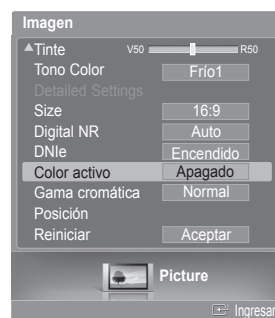 Imagen
Tinte V50 R50
Tono Color Frío1
Detailed Settings
Size 16:9
Digital NR Auto
DNIe Encendido
Color activo Apagado
Gama cromática Normal
Posición
Reiniciar Aceptar
Picture
Ingresar